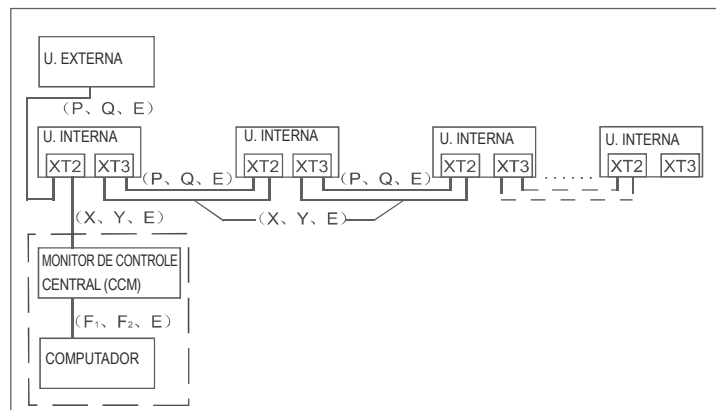 U. EXTERNA
(P、Q、E)
U. INTERNA
XT2 XT3
U. INTERNA
XT2 XT3
U. INTERNA
XT2 XT3
......
U. INTERNA
XT2 XT3
(P、Q、E)
(P、Q、E)
(X、Y、E)
(X、Y、E)
MONITOR DE CONTROLE
CENTRAL (CCM)
(F₁、F₂、E)
COMPUTADOR